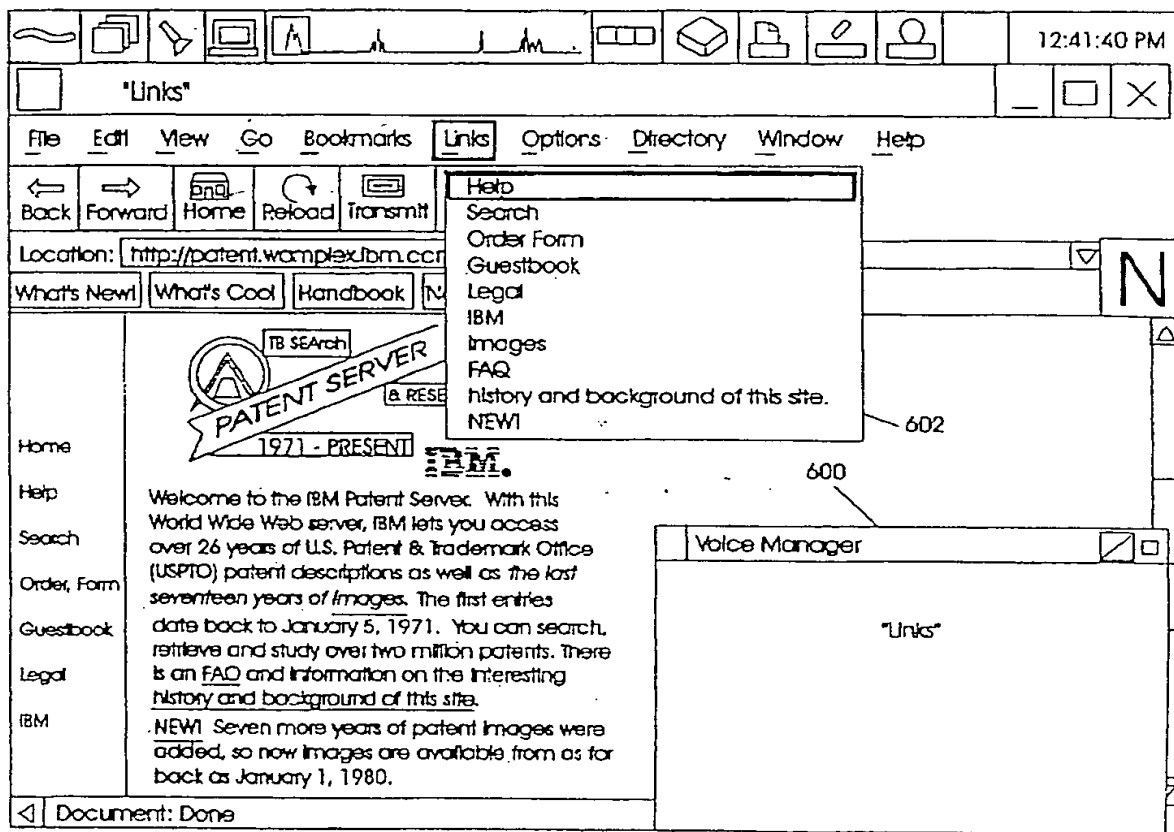 12:41:40 PM
"Links"
File Edit View Go Bookmarks Links Options Directory Window Help
Back Forward Home Reload Transmit
Help
Search
Order Form
Guestbook
Legal
IBM
Images
FAQ
history and background of this site.
NEW!
602
Location: http://patent.womplex.ibm.com
What's New! What's Cool Handbook
N
TB SEArch
PATENT SERVER
& RESE
1971 - PRESENT
IBM.
Home
Help
Search
Order, Form
Guestbook
Legal
IBM
Welcome to the IBM Patent Server. With this
World Wide Web server, IBM lets you access
over 26 years of U.S. Patent & Trademark Office
(USPTO) patent descriptions as well as the last
seventeen years of images. The first entries
date back to January 5, 1971. You can search,
retrieve and study over two million patents. There
is an FAQ and information on the interesting
history and background of this site.
NEW! Seven more years of patent images were
added, so now images are available from as far
back as January 1, 1980.
600
Voice Manager
"Links"
Document: Done